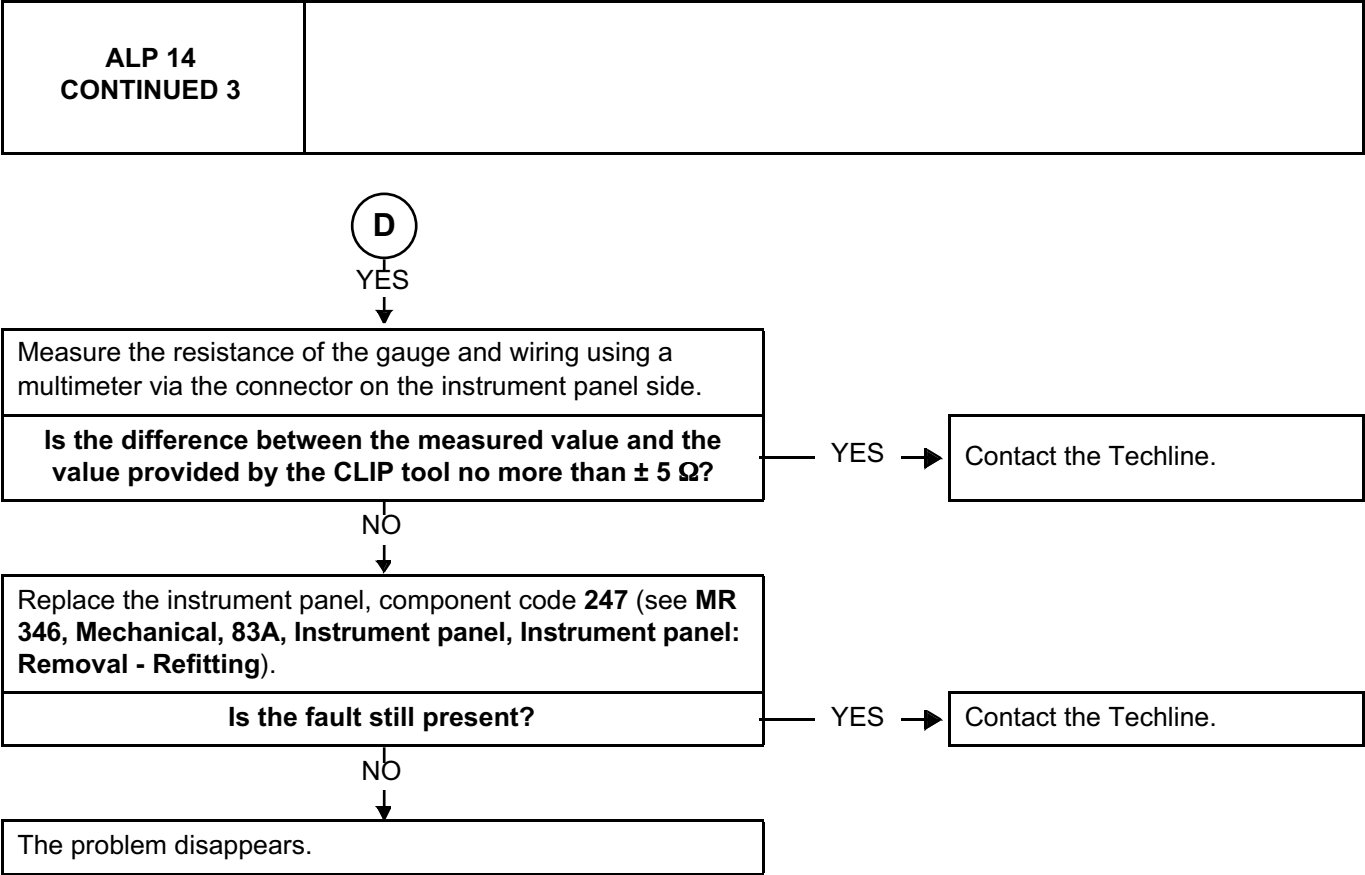 ALP 14
CONTINUED 3
D
YES
Measure the resistance of the gauge and wiring using a
multimeter via the connector on the instrument panel side.
Is the difference between the measured value and the
value provided by the CLIP tool no more than ± 5 Ω?
YES
Contact the Techline.
NO
Replace the instrument panel, component code 247 (see MR
346, Mechanical, 83A, Instrument panel, Instrument panel:
Removal - Refitting).
Is the fault still present?
YES
Contact the Techline.
NO
The problem disappears.